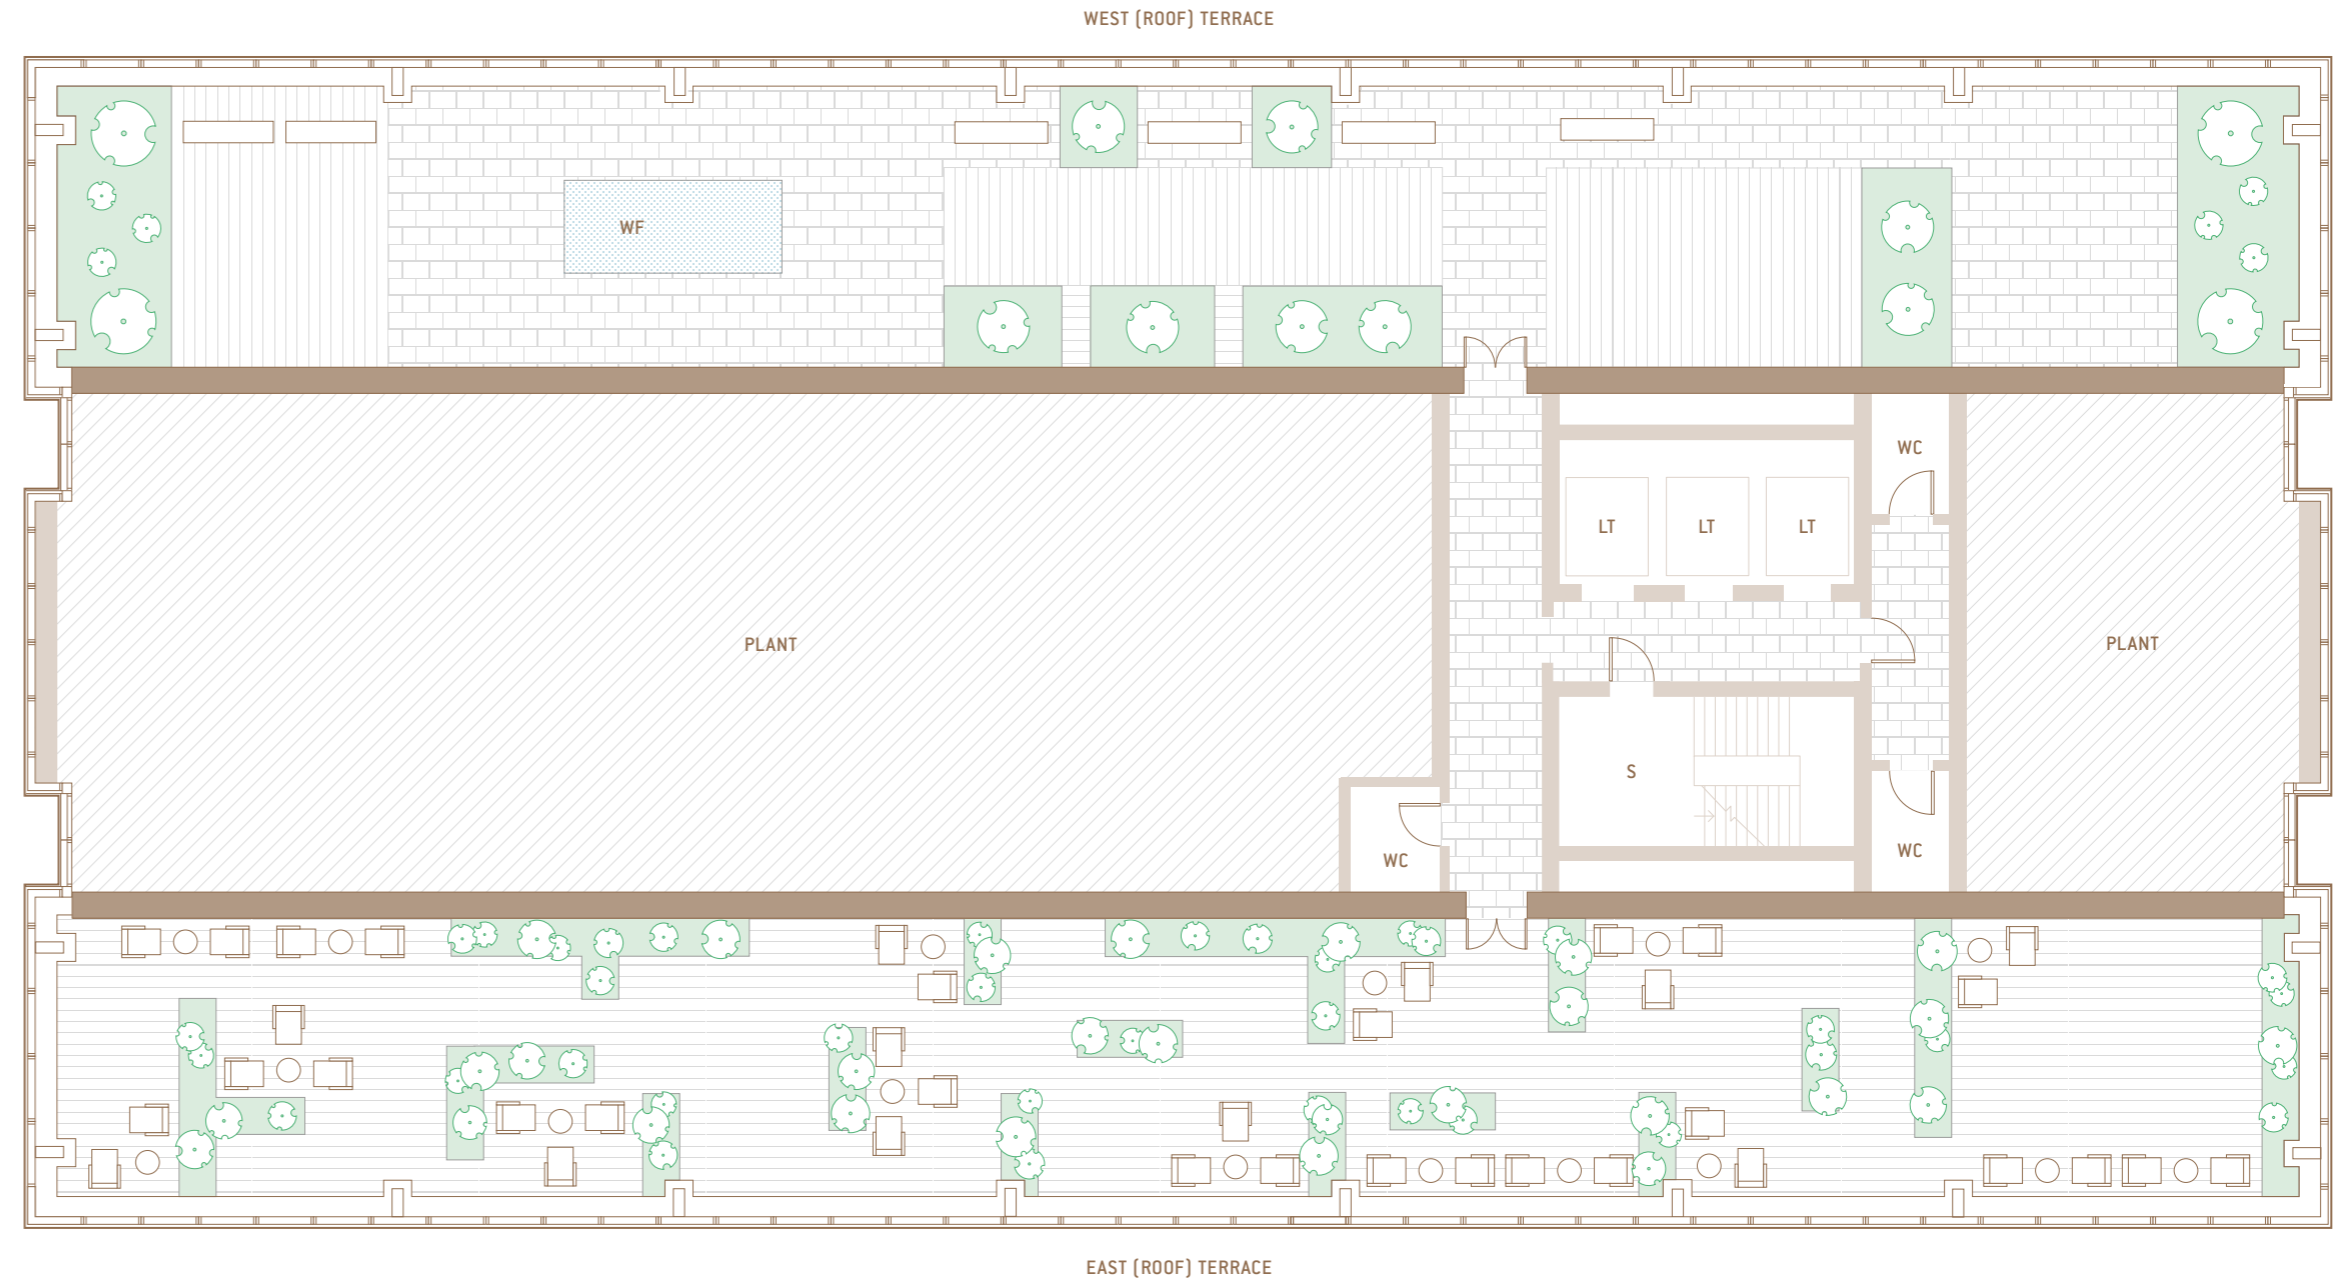 WEST (ROOF) TERRACE
WF
WC
LT
LT
LT
PLANT
PLANT
S
WC
WC
EAST (ROOF) TERRACE